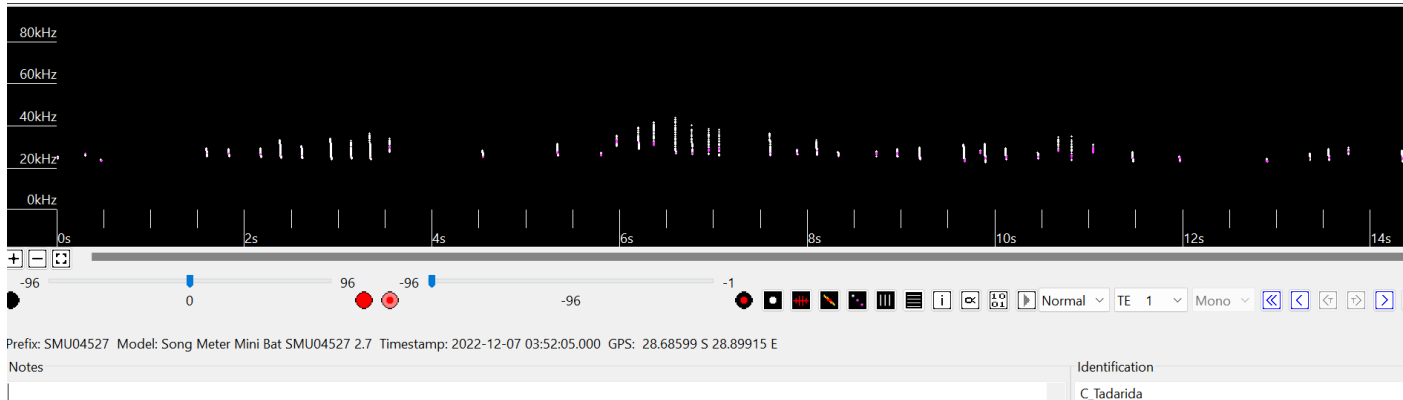 80kHz
60kHz
40kHz
20kHz
0kHz
0s 2s 4s 6s 8s 10s 12s 14s
-96 96 -96 -1
0 -96
i α 10 01 Normal TE 1 Mono T T
Prefix: SMU04527 Model: Song Meter Mini Bat SMU04527 2.7 Timestamp: 2022-12-07 03:52:05.000 GPS: 28.68599 S 28.89915 E
Notes Identification
C_Tadarida